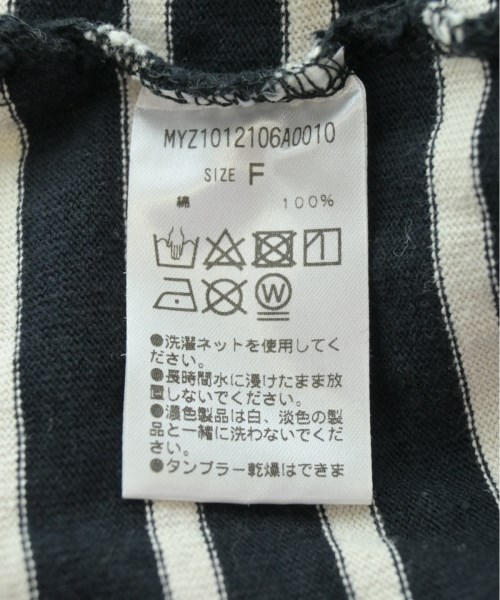 MYZ1012106A0010
SIZE F
綿 100%
W
●洗濯ネットを使用してく
ださい。
●長時間水に浸けたまま放
置しないでください。
●濃色製品は白、淡色の製
品と一緒に洗わないでくだ
さい。
●タンブラー乾燥はできま